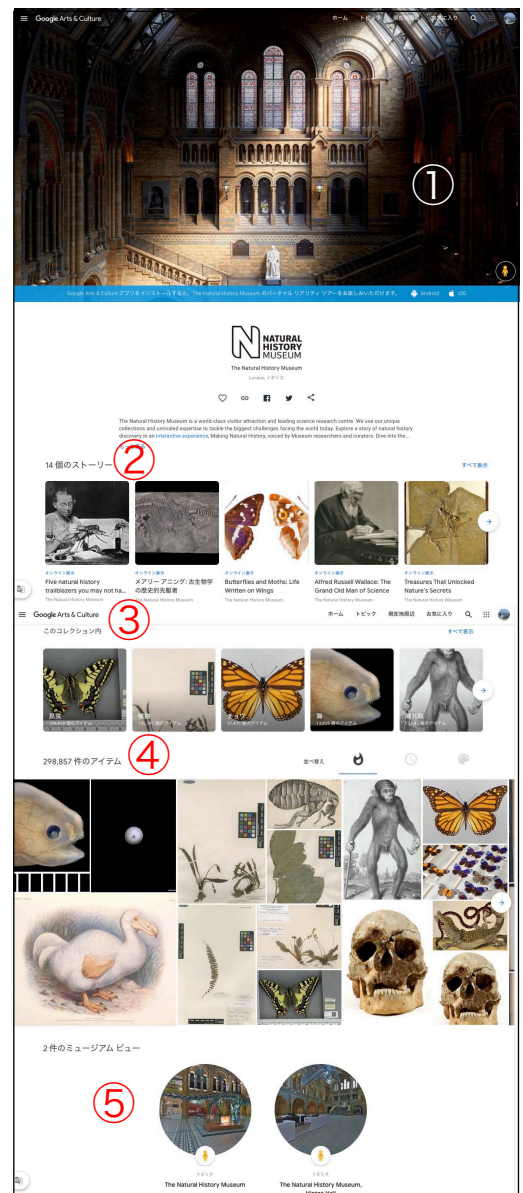 Google Arts & Culture
ホーム トピック 現在地周辺 お気に入り
①
Google Arts & Culture アプリをインストールすると、The Natural History Museum のバーチャル リアリティ ツアーをお楽しみいただけます。 Android iOS
N NATURAL
HISTORY
MUSEUM
The Natural History Museum
London, イギリス
The Natural History Museum is a world-class visitor attraction and leading science research centre. We use our unique
collections and unrivaled expertise to tackle the biggest challenges facing the world today. Explore a story of natural history
discovery in an interactive experience, Making Natural History, voiced by Museum researchers and curators. Dive into the...
②
14 個のストーリー
すべて表示
オンライン展示
Five natural history
trailblazers you may not ha...
The Natural History Museum
オンライン展示
メアリー アニング: 古生物学
の歴史的先駆者
The Natural History Museum
オンライン展示
Butterflies and Moths: Life
Written on Wings
The Natural History Museum
オンライン展示
Alfred Russell Wallace: The
Grand Old Man of Science
The Natural History Museum
オンライン展示
Treasures That Unlocked
Nature's Secrets
The Natural History Museum
③
Google Arts & Culture
ホーム トピック 現在地周辺 お気に入り
このコレクション内
すべて表示
昆虫
チョウ
哺乳類
④
298,857 件のアイテム
並べ替え
2 件のミュージアム ビュー
⑤
トピック
The Natural History Museum
トピック
The Natural History Museum,